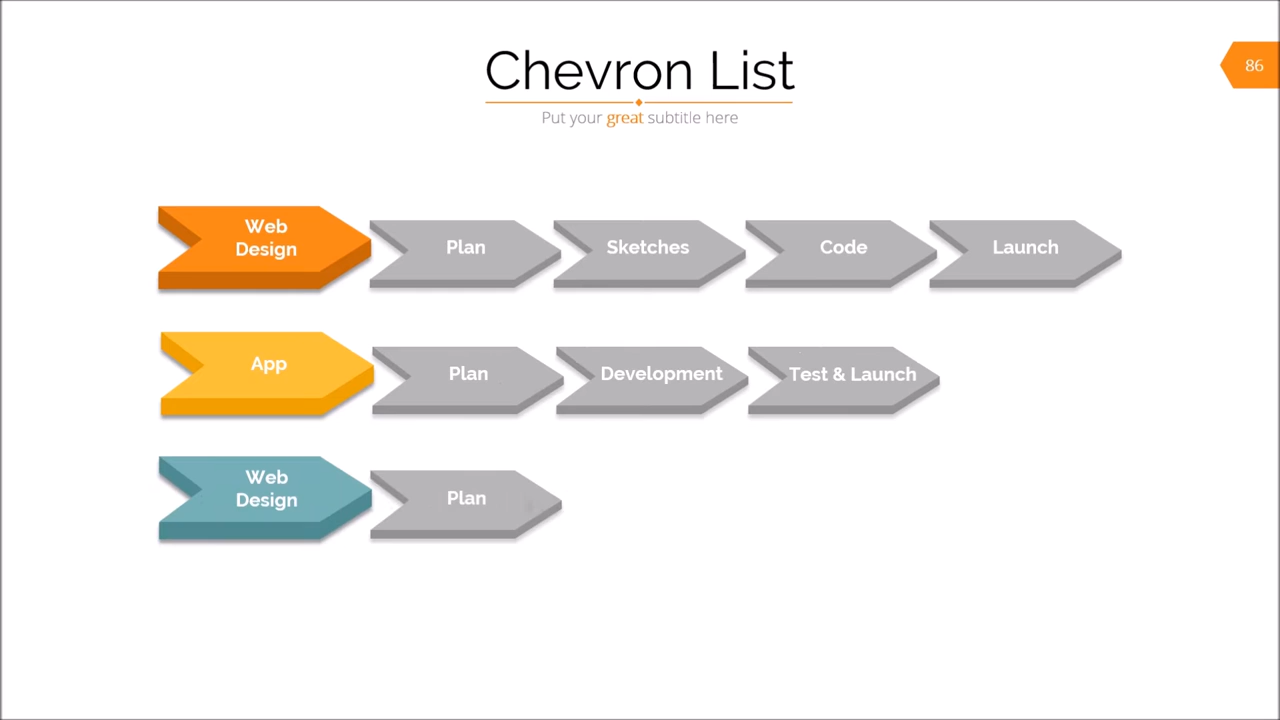 Chevron List
86
Put your great subtitle here
Web
Design
Plan
Sketches
Code
Launch
App
Plan
Development
Test & Launch
Web
Design
Plan